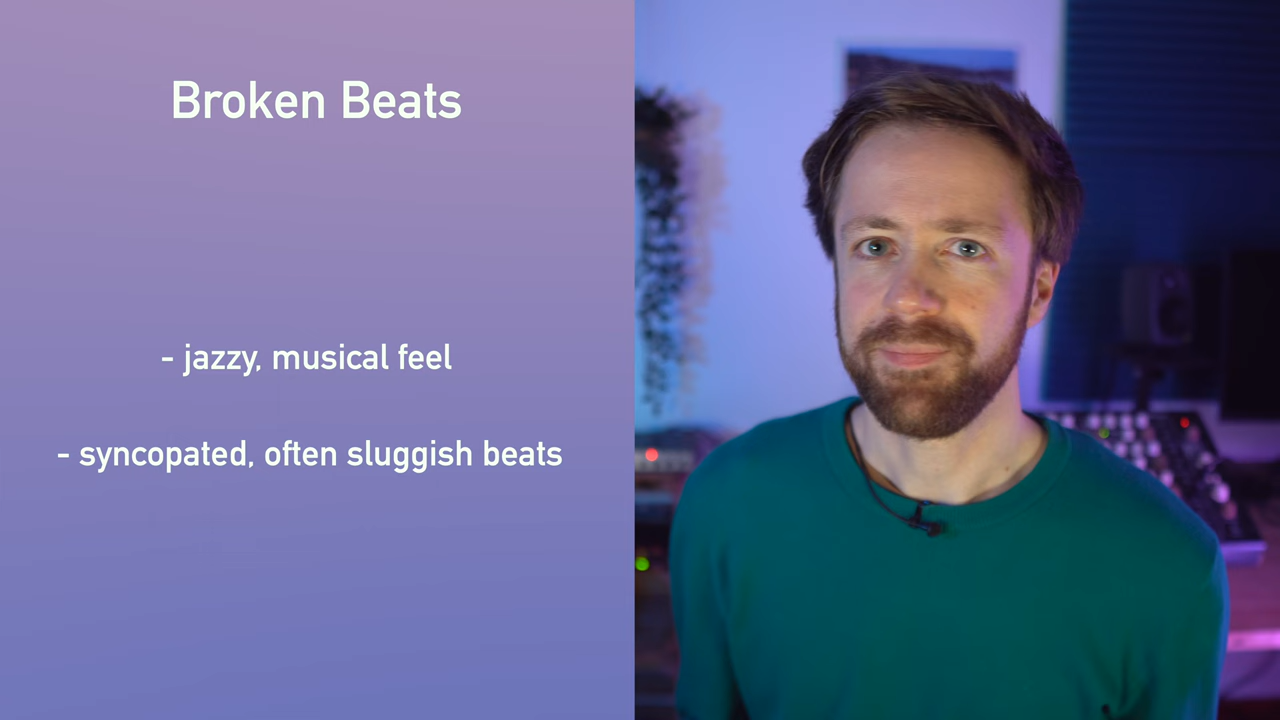 Broken Beats
- jazzy, musical feel
- syncopated, often sluggish beats